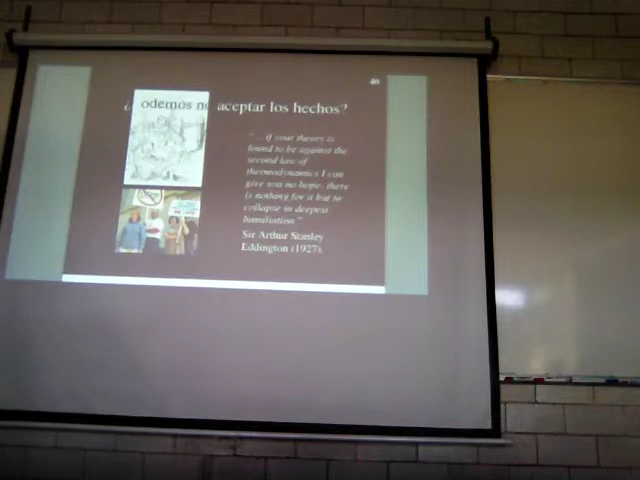 40
¿ odemos no aceptar los hechos?
"... if your theory is
found to be against the
second law of
thermodynamics I can
give you no hope; there
is nothing for it but to
collapse in deepest
humiliation."
Sir Arthur Stanley
Eddington (1927).